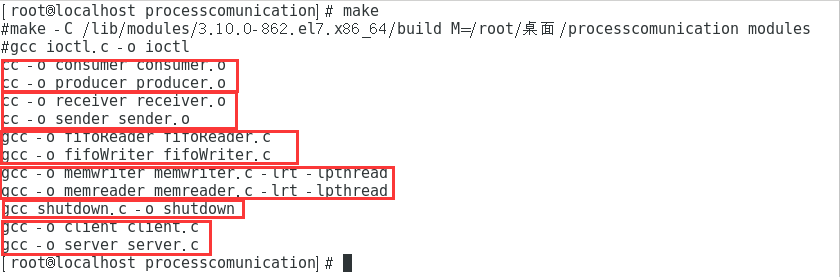 [root@localhost processcomunication]# make
#make -C /lib/modules/3.10.0-862.el7.x86_64/build M=/root/桌面/processcomunication modules
#gcc ioctl.c -o ioctl
cc -o consumer consumer.o
cc -o producer producer.o
cc -o receiver receiver.o
cc -o sender sender.o
gcc -o fifoReader fifoReader.c
gcc -o fifoWriter fifoWriter.c
gcc -o memwriter memwriter.c -lrt -lpthread
gcc -o memreader memreader.c -lrt -lpthread
gcc shutdown.c -o shutdown
gcc -o client client.c
gcc -o server server.c
[root@localhost processcomunication]#